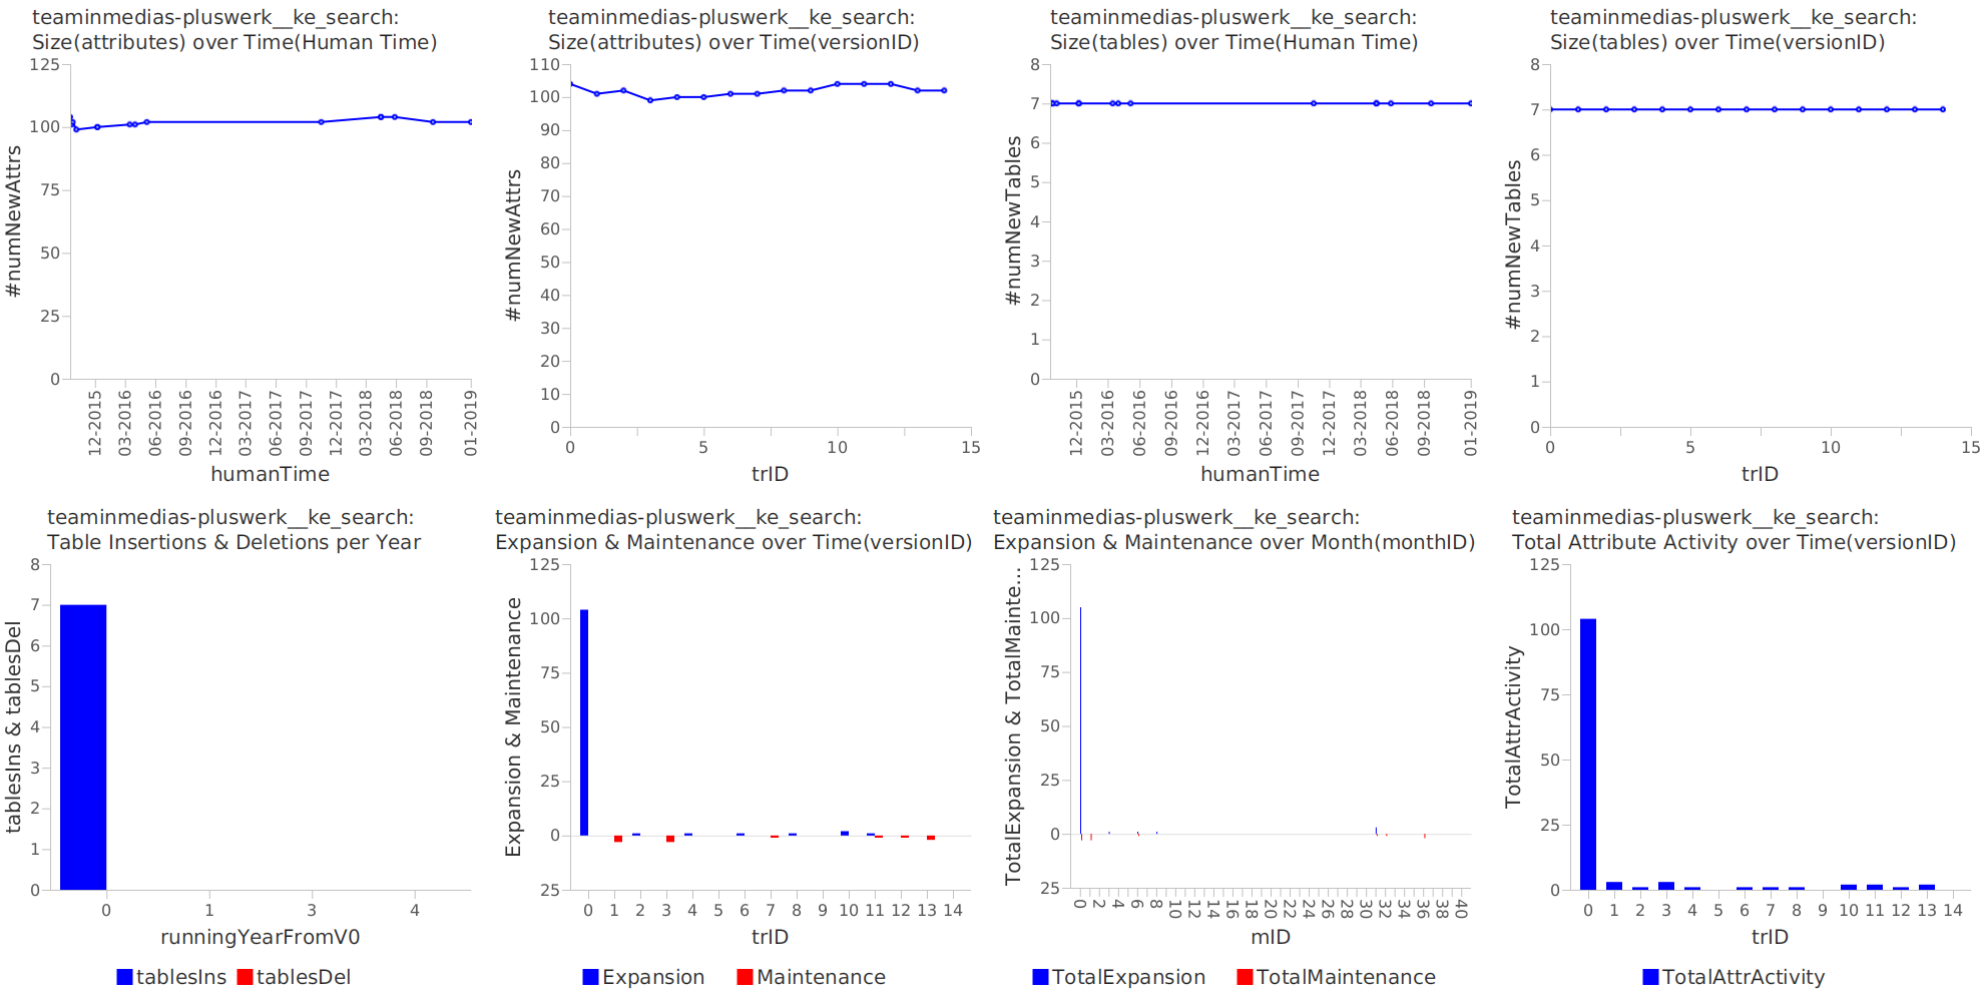 teaminmedias-pluswerk__ke_search:
Size(attributes) over Time(Human Time)
125
100
75
50
25
0
#numNewAttrs
12-2015
03-2016
06-2016
09-2016
12-2016
03-2017
06-2017
09-2017
12-2017
03-2018
06-2018
09-2018
01-2019
humanTime
teaminmedias-pluswerk__ke_search:
Size(attributes) over Time(versionID)
110
100
90
80
70
60
50
40
30
20
10
0
#numNewAttrs
0 5 10 15
trID
teaminmedias-pluswerk__ke_search:
Size(tables) over Time(Human Time)
8
7
6
5
4
3
2
1
0
#numNewTables
12-2015
03-2016
06-2016
09-2016
12-2016
03-2017
06-2017
09-2017
12-2017
03-2018
06-2018
09-2018
01-2019
humanTime
teaminmedias-pluswerk__ke_search:
Size(tables) over Time(versionID)
8
7
6
5
4
3
2
1
0
#numNewTables
0 5 10 15
trID
teaminmedias-pluswerk__ke_search:
Table Insertions & Deletions per Year
8
7
6
5
4
3
2
1
0
tablesIns & tablesDel
0 1 3 4
runningYearFromV0
tablesIns tablesDel
teaminmedias-pluswerk__ke_search:
Expansion & Maintenance over Time(versionID)
125
100
75
50
25
0
25
Expansion & Maintenance
0 1 2 3 4 5 6 7 8 9 10 11 12 13 14
trID
Expansion Maintenance
teaminmedias-pluswerk__ke_search:
Expansion & Maintenance over Month(monthID)
125
100
75
50
25
0
25
TotalExpansion & TotalMainte...
0 2 4 6 8 10 12 14 16 18 20 22 24 26 28 30 32 34 36 38 40
mID
TotalExpansion TotalMaintenance
teaminmedias-pluswerk__ke_search:
Total Attribute Activity over Time(versionID)
125
100
75
50
25
0
TotalAttrActivity
0 1 2 3 4 5 6 7 8 9 10 11 12 13 14
trID
TotalAttrActivity